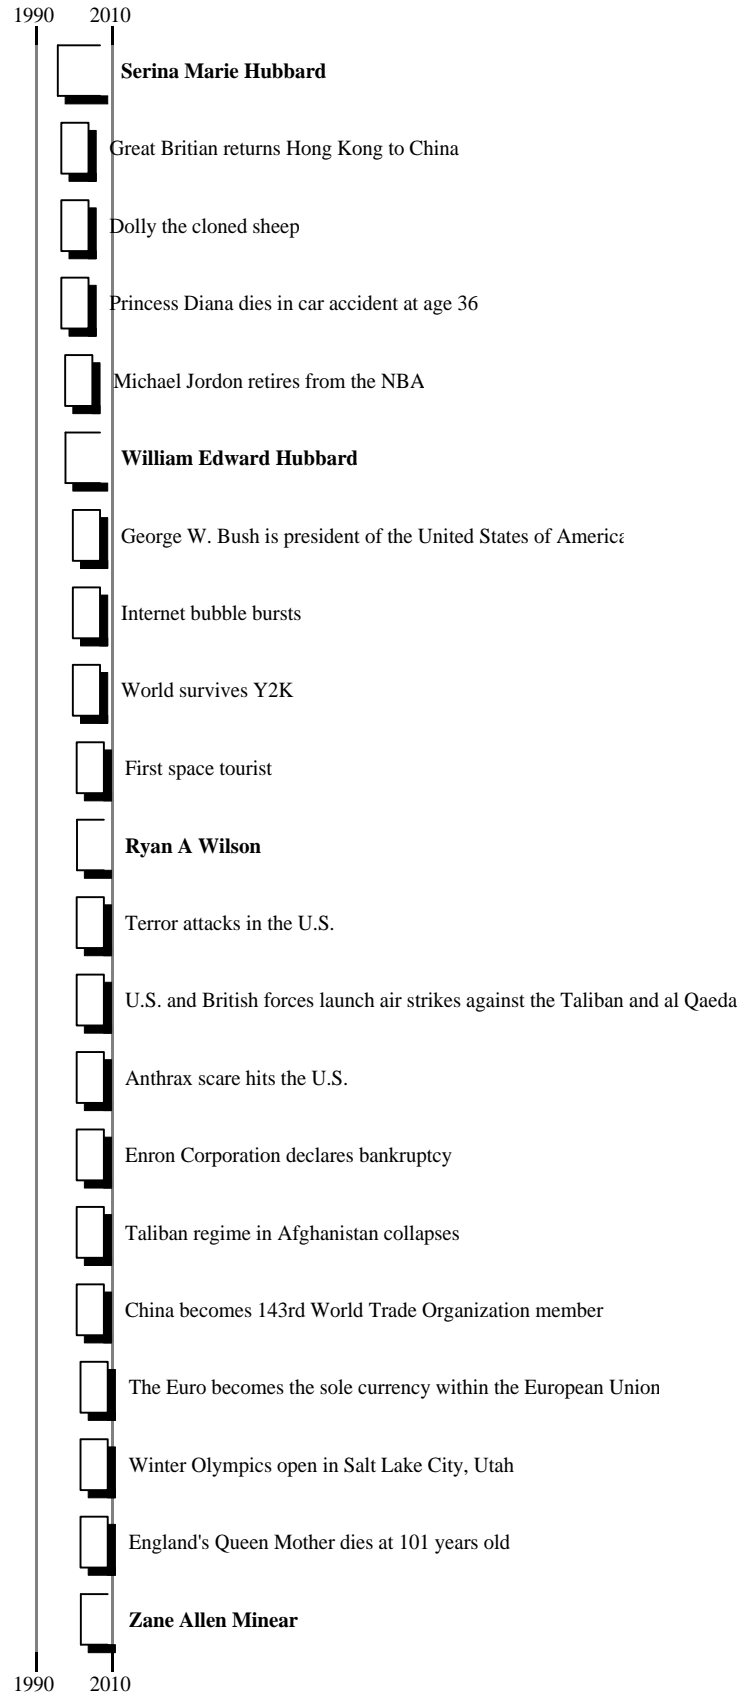 1990 2010
Serina Marie Hubbard
Great Britian returns Hong Kong to China
Dolly the cloned sheep
Princess Diana dies in car accident at age 36
Michael Jordon retires from the NBA
William Edward Hubbard
George W. Bush is president of the United States of America
Internet bubble bursts
World survives Y2K
First space tourist
Ryan A Wilson
Terror attacks in the U.S.
U.S. and British forces launch air strikes against the Taliban and al Qaeda
Anthrax scare hits the U.S.
Enron Corporation declares bankruptcy
Taliban regime in Afghanistan collapses
China becomes 143rd World Trade Organization member
The Euro becomes the sole currency within the European Union
Winter Olympics open in Salt Lake City, Utah
England's Queen Mother dies at 101 years old
Zane Allen Minear
1990 2010